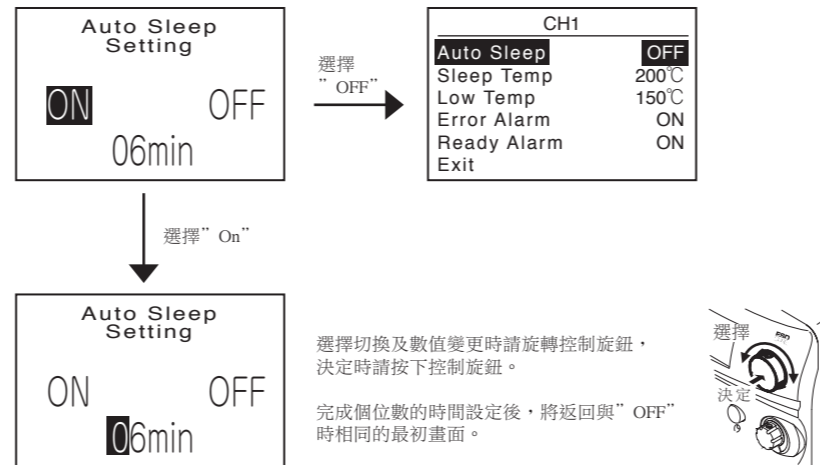 Auto Sleep
Setting
ON OFF
06min
選擇
”OFF”
CH1
Auto Sleep OFF
Sleep Temp 200℃
Low Temp 150℃
Error Alarm ON
Ready Alarm ON
Exit
選擇”On”
Auto Sleep
Setting
ON OFF
06min
選擇切換及數值變更時請旋轉控制旋鈕，
決定時請按下控制旋鈕。
完成個位數的時間設定後，將返回與”OFF”
時相同的最初畫面。
選擇
決定